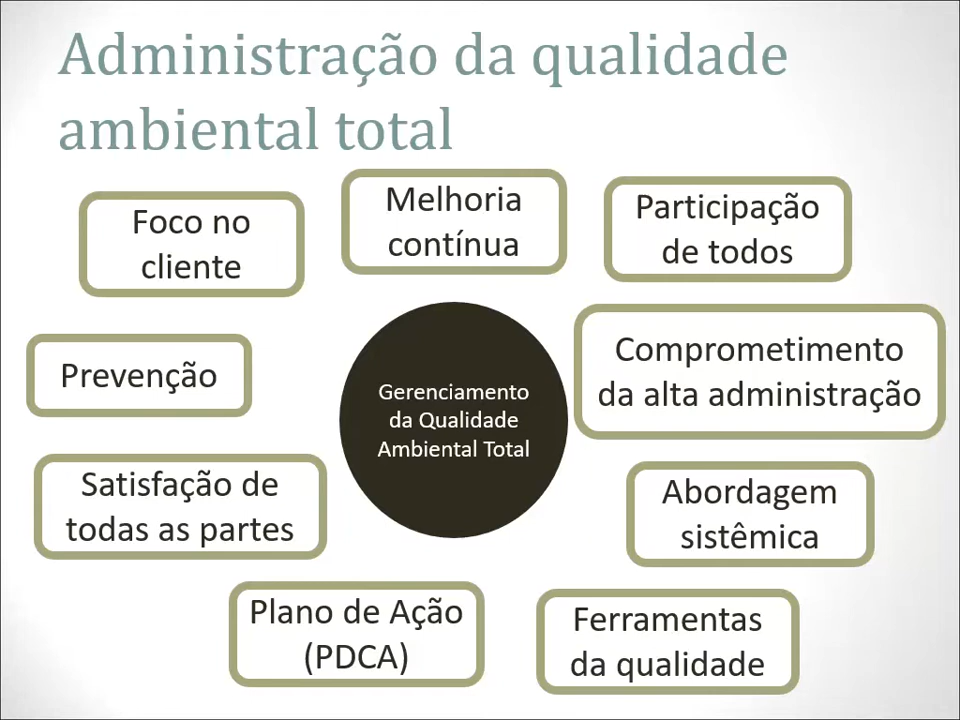 Administração da qualidade
ambiental total
Foco no
cliente
Melhoria
contínua
Participação
de todos
Prevenção
Gerenciamento
da Qualidade
Ambiental Total
Comprometimento
da alta administração
Satisfação de
todas as partes
Abordagem
sistêmica
Plano de Ação
(PDCA)
Ferramentas
da qualidade